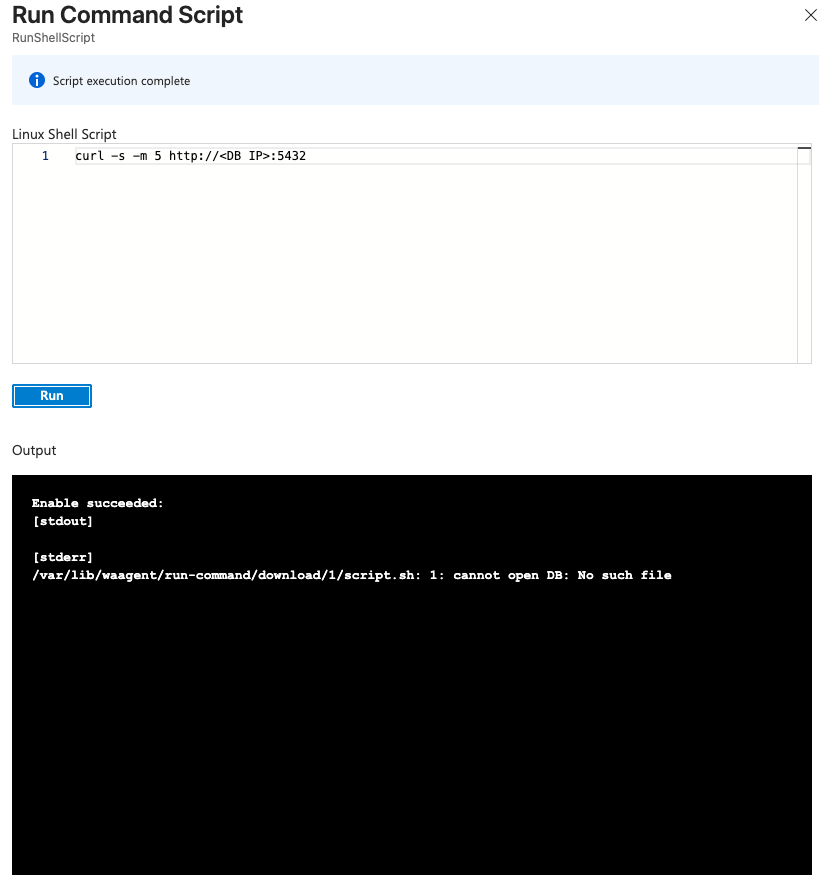 Run Command Script
RunShellScript
Script execution complete
Linux Shell Script
1 curl -s -m 5 http://<DB IP>:5432
Run
Output
Enable succeeded:
[stdout]
[stderr]
/var/lib/waagent/run-command/download/1/script.sh: 1: cannot open DB: No such file